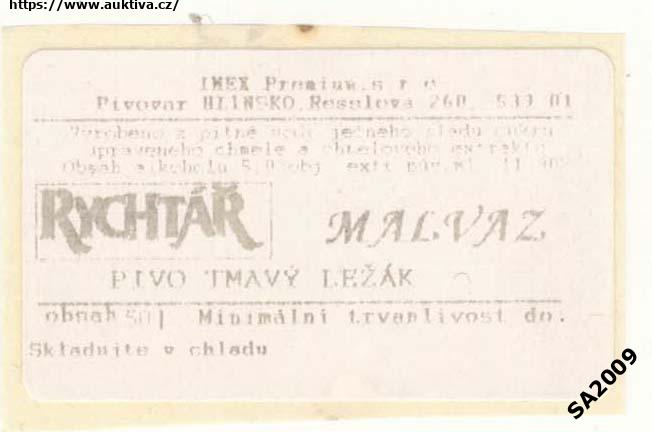 https://www.auktiva.cz/
IMEX Premium s r o
Pivovar HLINSKO, Resslova 260, 539 01
Vyrobeno z pitné vody ječného sladu cukru
upraveného chmele a chmelového extraktu
Obsah alkoholu 5,0 obj extr pův.
RYCHTÁŘ
MALVAZ
PIVO TMAVÝ LEŽÁK
obsah 50 l Minimální trvanlivost do:
Skladujte v chladu
SA2009